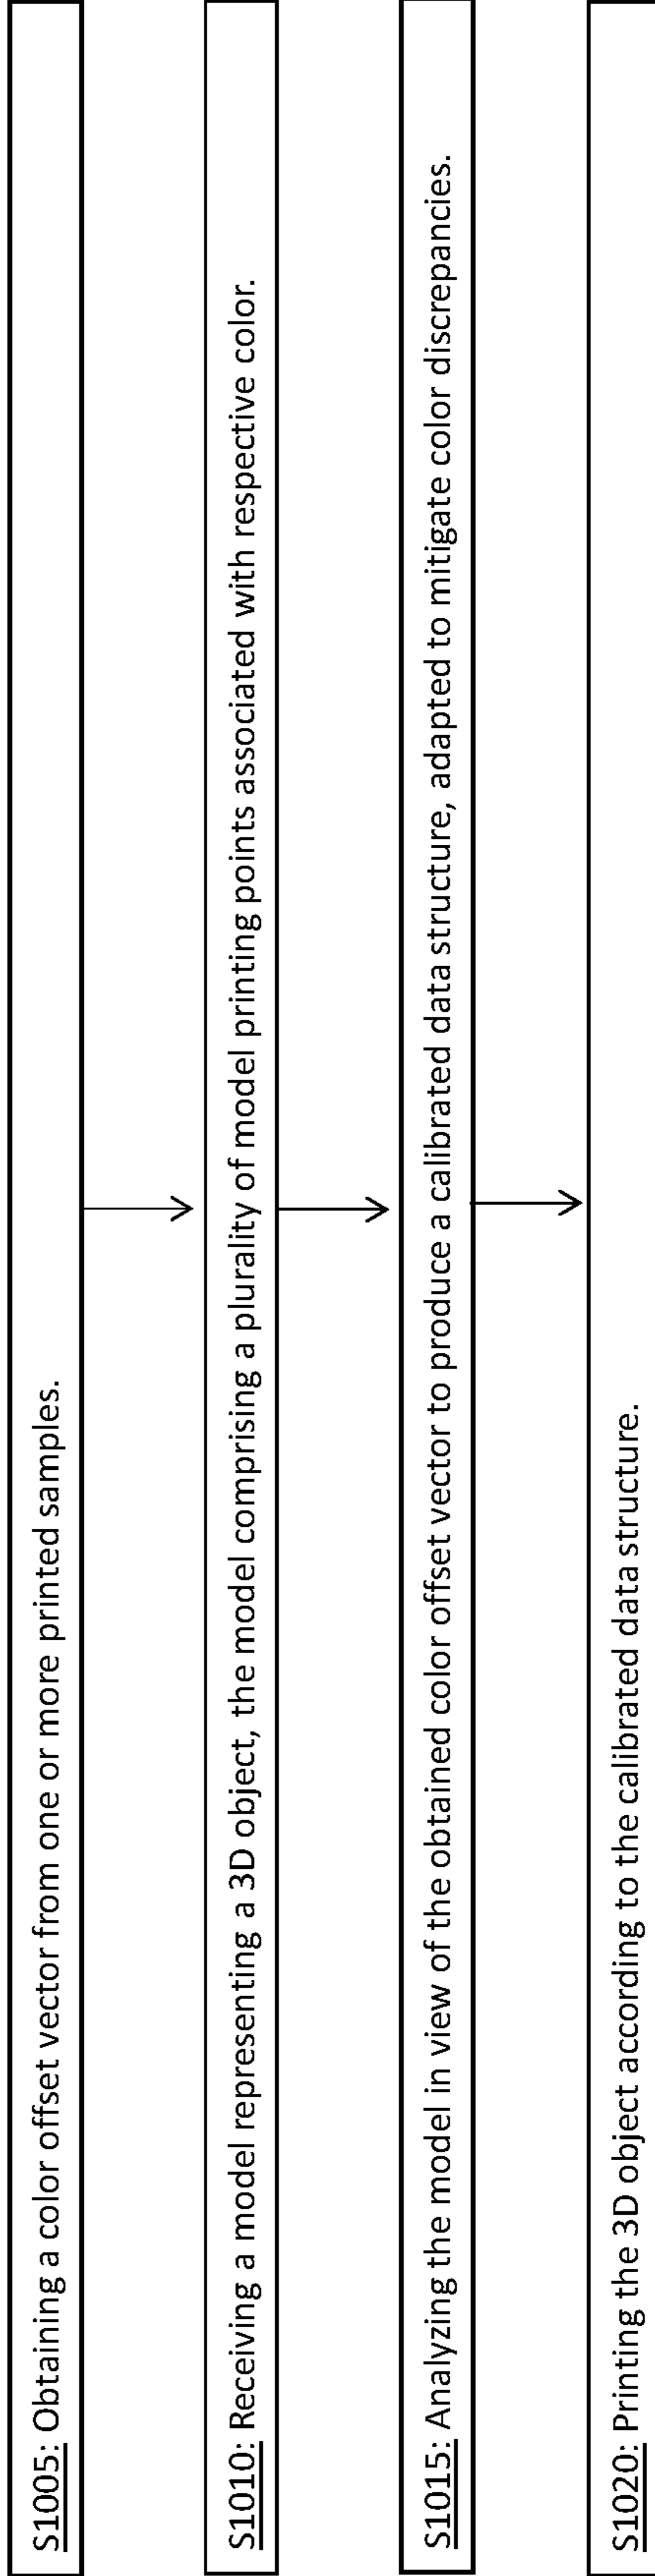 S1005: Obtaining a color offset vector from one or more printed samples.
S1010: Receiving a model representing a 3D object, the model comprising a plurality of model printing points associated with respective color.
S1015: Analyzing the model in view of the obtained color offset vector to produce a calibrated data structure, adapted to mitigate color discrepancies.
S1020: Printing the 3D object according to the calibrated data structure.